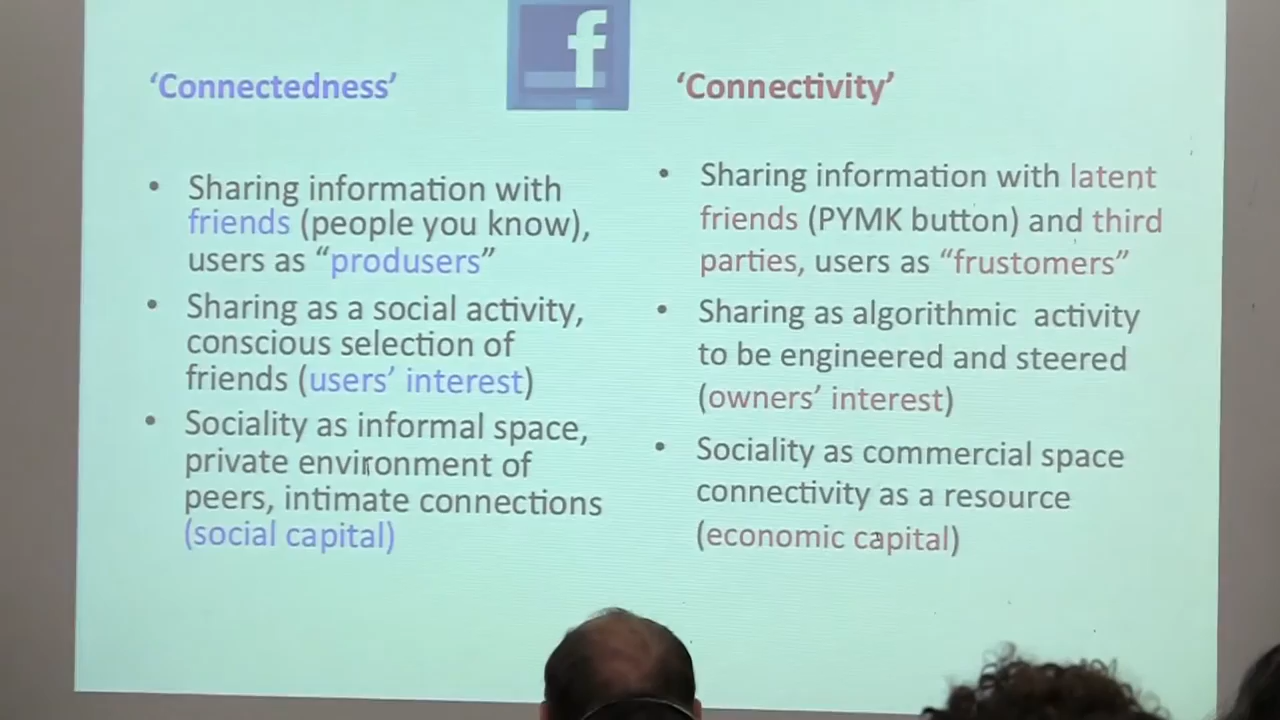 f
‘Connectedness’
• Sharing information with
friends (people you know),
users as “produsers”
• Sharing as a social activity,
conscious selection of
friends (users’ interest)
• Sociality as informal space,
private environment of
peers, intimate connections
(social capital)
‘Connectivity’
• Sharing information with latent
friends (PYMK button) and third
parties, users as “frustomers”
• Sharing as algorithmic activity
to be engineered and steered
(owners’ interest)
• Sociality as commercial space
connectivity as a resource
(economic capital)